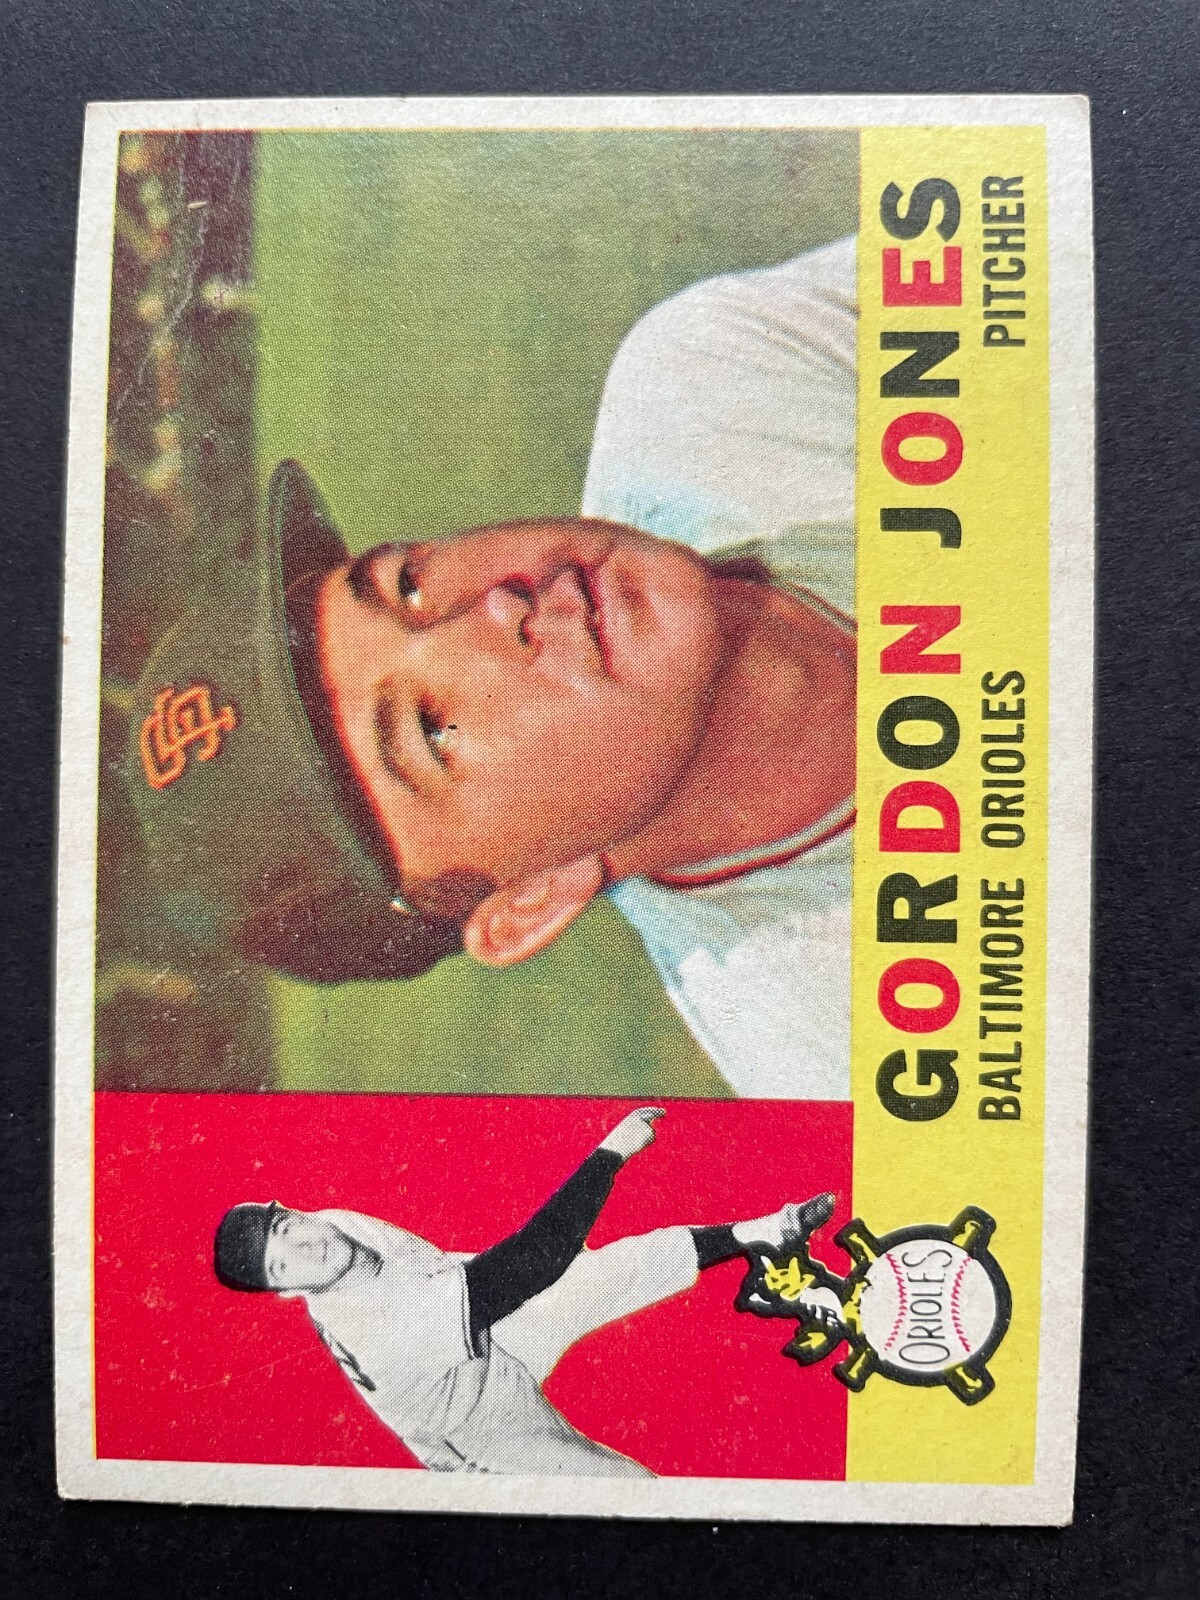 SF
GORDON JONES
BALTIMORE ORIOLES PITCHER
ORIOLES